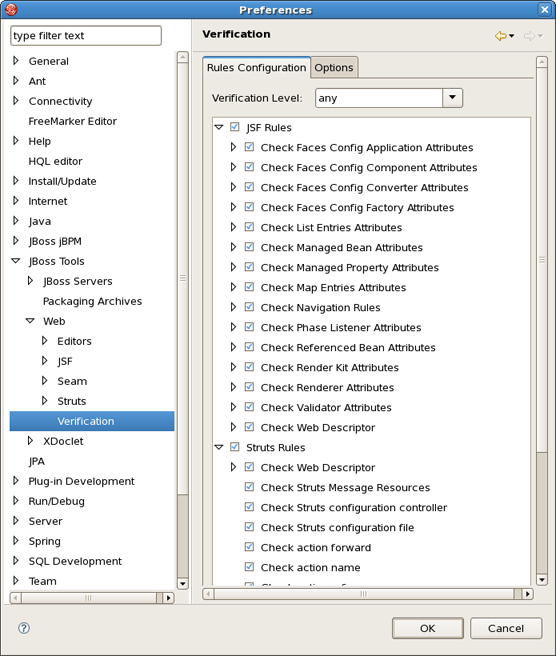 Preferences
type filter text
General
Ant
Connectivity
FreeMarker Editor
Help
HQL editor
Install/Update
Internet
Java
JBoss jBPM
JBoss Tools
JBoss Servers
Packaging Archives
Web
Editors
JSF
Seam
Struts
Verification
XDoclet
JPA
Plug-in Development
Run/Debug
Server
Spring
SQL Development
Team
Verification
Rules Configuration
Options
Verification Level:
any
JSF Rules
Check Faces Config Application Attributes
Check Faces Config Component Attributes
Check Faces Config Converter Attributes
Check Faces Config Factory Attributes
Check List Entries Attributes
Check Managed Bean Attributes
Check Managed Property Attributes
Check Map Entries Attributes
Check Navigation Rules
Check Phase Listener Attributes
Check Referenced Bean Attributes
Check Render Kit Attributes
Check Renderer Attributes
Check Validator Attributes
Check Web Descriptor
Struts Rules
Check Web Descriptor
Check Struts Message Resources
Check Struts configuration controller
Check Struts configuration file
Check action forward
Check action name
?
OK
Cancel